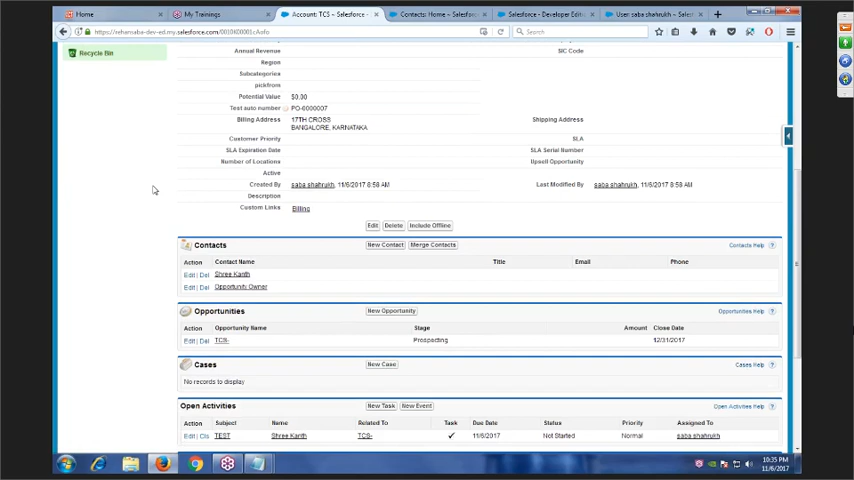 Home
My Trainings
Account: TCS ~ Salesforce -
Contacts: Home ~ Salesfor
Salesforce - Developer Editi
User: saba shahrukh ~ Sale
Search
Recycle Bin
Annual Revenue
SIC Code
Region
Subcategories
pickfrom
Potential Value $0.00
Test auto number PO-0000007
Billing Address 17TH CROSS
BANGALORE, KARNATAKA
Shipping Address
Customer Priority SLA
SLA Expiration Date SLA Serial Number
Number of Locations Upsell Opportunity
Active
Created By saba shahrukh, 11/6/2017 8:58 AM Last Modified By saba shahrukh, 11/6/2017 8:58 AM
Description
Custom Links Billing
Edit Delete Include Offline
Contacts New Contact Merge Contacts Contacts Help ?
Action Contact Name Title Email Phone
Edit | Del Shree Kanth
Edit | Del Opportunity Owner
Opportunities New Opportunity Opportunities Help ?
Action Opportunity Name Stage Amount Close Date
Edit | Del TCS- Prospecting 12/31/2017
Cases New Case Cases Help ?
No records to display
Open Activities New Task New Event Open Activities Help ?
Action Subject Name Related To Task Due Date Status Priority Assigned To
Edit | Cls TEST Shree Kanth TCS- 11/6/2017 Not Started Normal saba shahrukh
10:35 PM
11/6/2017